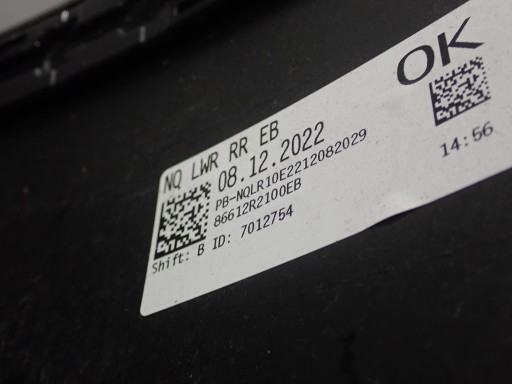 OK
NQ LWR RR EB
08.12.2022
PB-NQLR10E2212082029
86612R2100EB
Shift: B ID: 7012754
14:56